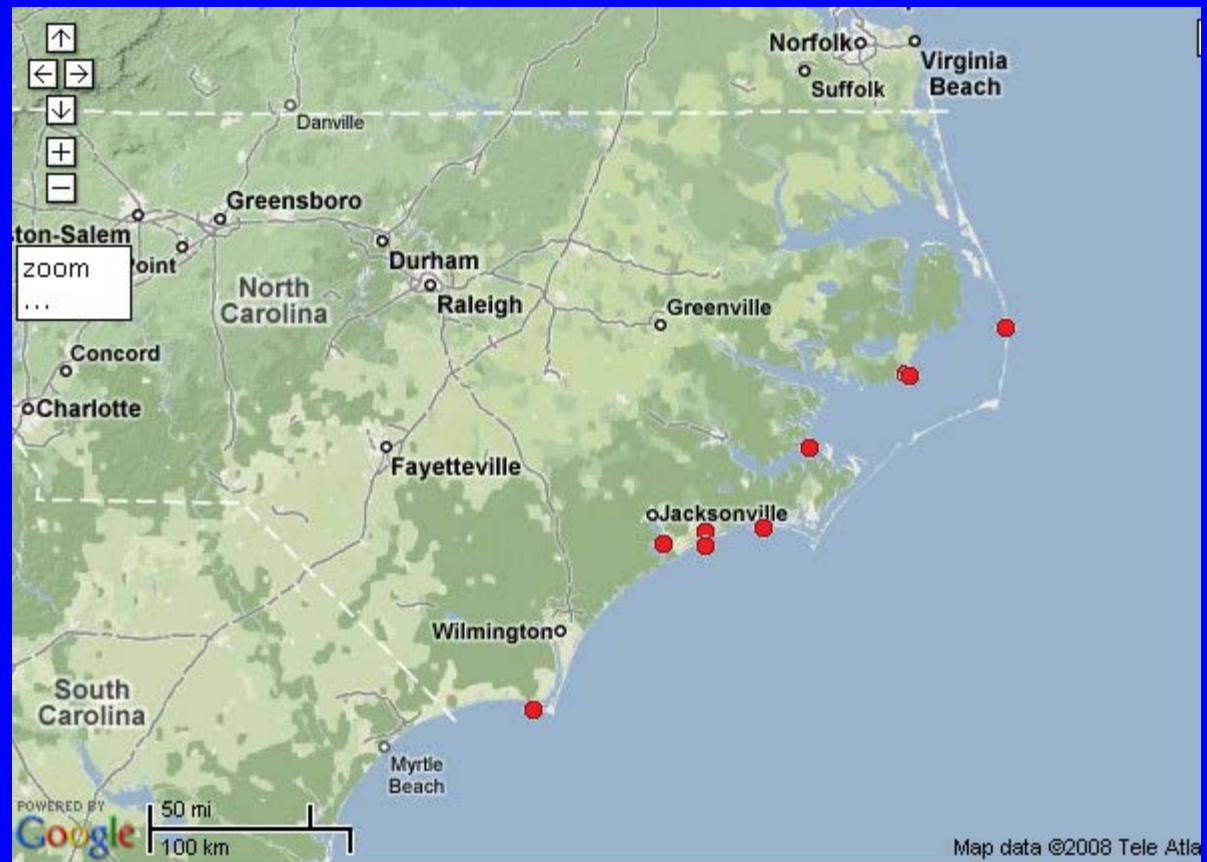 Norfolk
Virginia
Beach
Suffolk
Danville
Greensboro
ton-Salem
Point
zoom
...
Durham
Raleigh
North
Carolina
Greenville
Concord
Charlotte
Fayetteville
Jacksonville
Wilmington
South
Carolina
Myrtle
Beach
POWERED BY
Google
50 mi
100 km
Map data ©2008 Tele Atla